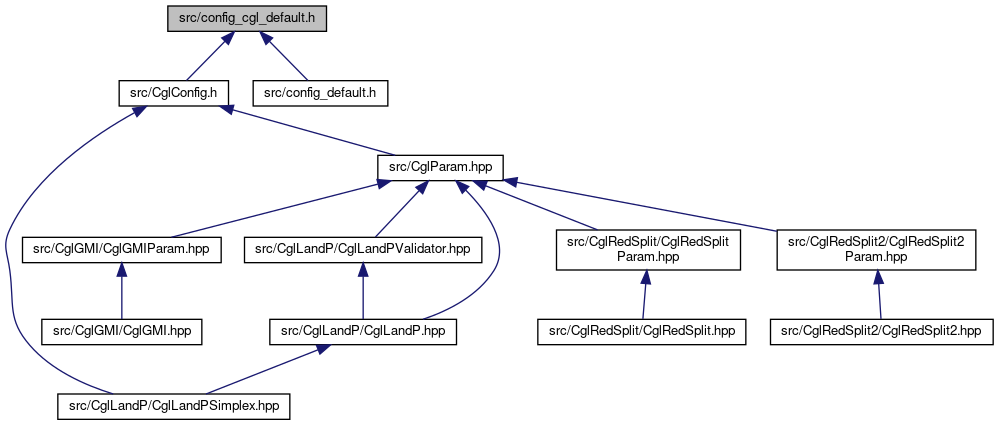 src/config_cgl_default.h
src/CglConfig.h
src/config_default.h
src/CglParam.hpp
src/CglGMI/CglGMIParam.hpp
src/CglLandP/CglLandPValidator.hpp
src/CglRedSplit/CglRedSplit
Param.hpp
src/CglRedSplit2/CglRedSplit2
Param.hpp
src/CglGMI/CglGMI.hpp
src/CglLandP/CglLandP.hpp
src/CglRedSplit/CglRedSplit.hpp
src/CglRedSplit2/CglRedSplit2.hpp
src/CglLandP/CglLandPSimplex.hpp